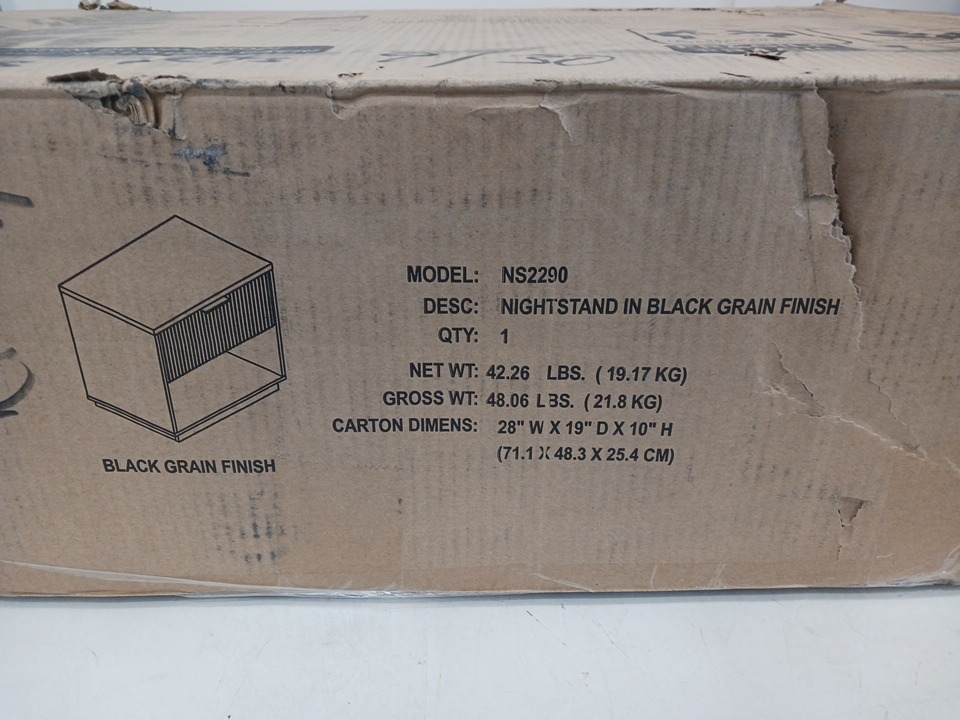 MODEL: NS2290
DESC: NIGHTSTAND IN BLACK GRAIN FINISH
QTY: 1
NET WT: 42.26 LBS. ( 19.17 KG)
GROSS WT: 48.06 LBS. ( 21.8 KG)
CARTON DIMENS: 28" W X 19" D X 10" H
(71.1 X 48.3 X 25.4 CM)
BLACK GRAIN FINISH